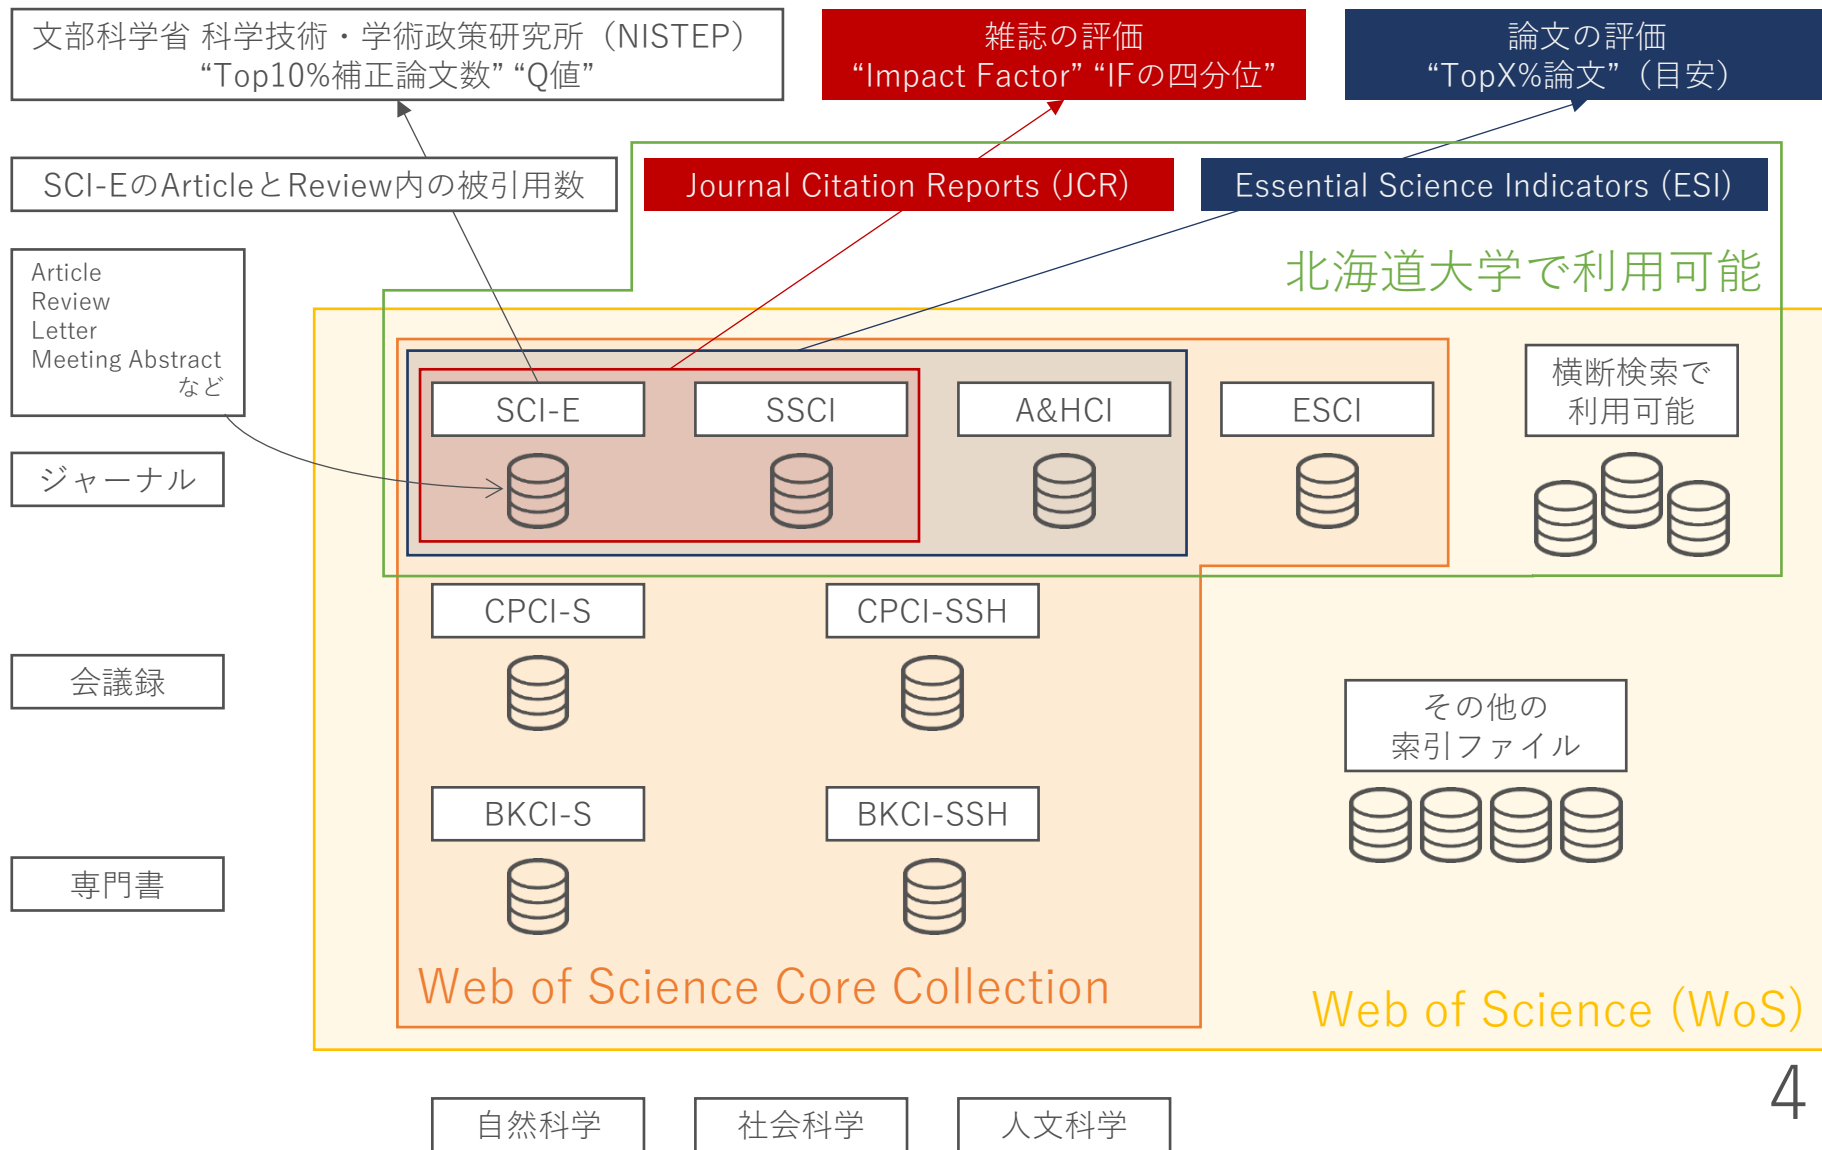 文部科学省 科学技術・学術政策研究所（NISTEP）
“Top10%補正論文数” “Q値”
雑誌の評価
“Impact Factor” “IFの四分位”
論文の評価
“TopX%論文”（目安）
SCI-EのArticleとReview内の被引用数
Journal Citation Reports (JCR)
Essential Science Indicators (ESI)
Article
Review
Letter
Meeting Abstract
など
北海道大学で利用可能
SCI-E
SSCI
A&HCI
ESCI
横断検索で
利用可能
ジャーナル
CPCI-S
CPCI-SSH
会議録
その他の
索引ファイル
BKCI-S
BKCI-SSH
専門書
Web of Science Core Collection
Web of Science (WoS)
4
自然科学
社会科学
人文科学